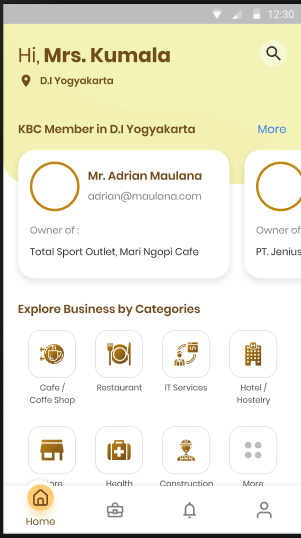 12:30
Hi, Mrs. Kumala
D.I Yogyakarta
KBC Member in D.I Yogyakarta More
Mr. Adrian Maulana
adrian@maulana.com
Owner of :
Total Sport Outlet, Mari Ngopi Cafe
Owner of
PT. Jenius
Explore Business by Categories
Cafe /
Coffe Shop
Restaurant
IT Services
Hotel /
Hostelry
Health
Construction
More
Home